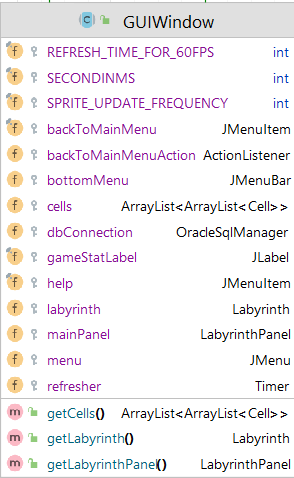 C GUIWindow
f REFRESH_TIME_FOR_60FPS int
f SECONDINMS int
f SPRITE_UPDATE_FREQUENCY int
f backToMainMenu JMenuItem
f backToMainMenuAction ActionListener
f bottomMenu JMenuBar
f cells ArrayList<ArrayList<Cell>>
f dbConnection OracleSqlManager
f gameStatLabel JLabel
f help JMenuItem
f labyrinth Labyrinth
f mainPanel LabyrinthPanel
f menu JMenu
f refresher Timer
m getCells() ArrayList<ArrayList<Cell>>
m getLabyrinth() Labyrinth
m getLabyrinthPanel() LabyrinthPanel